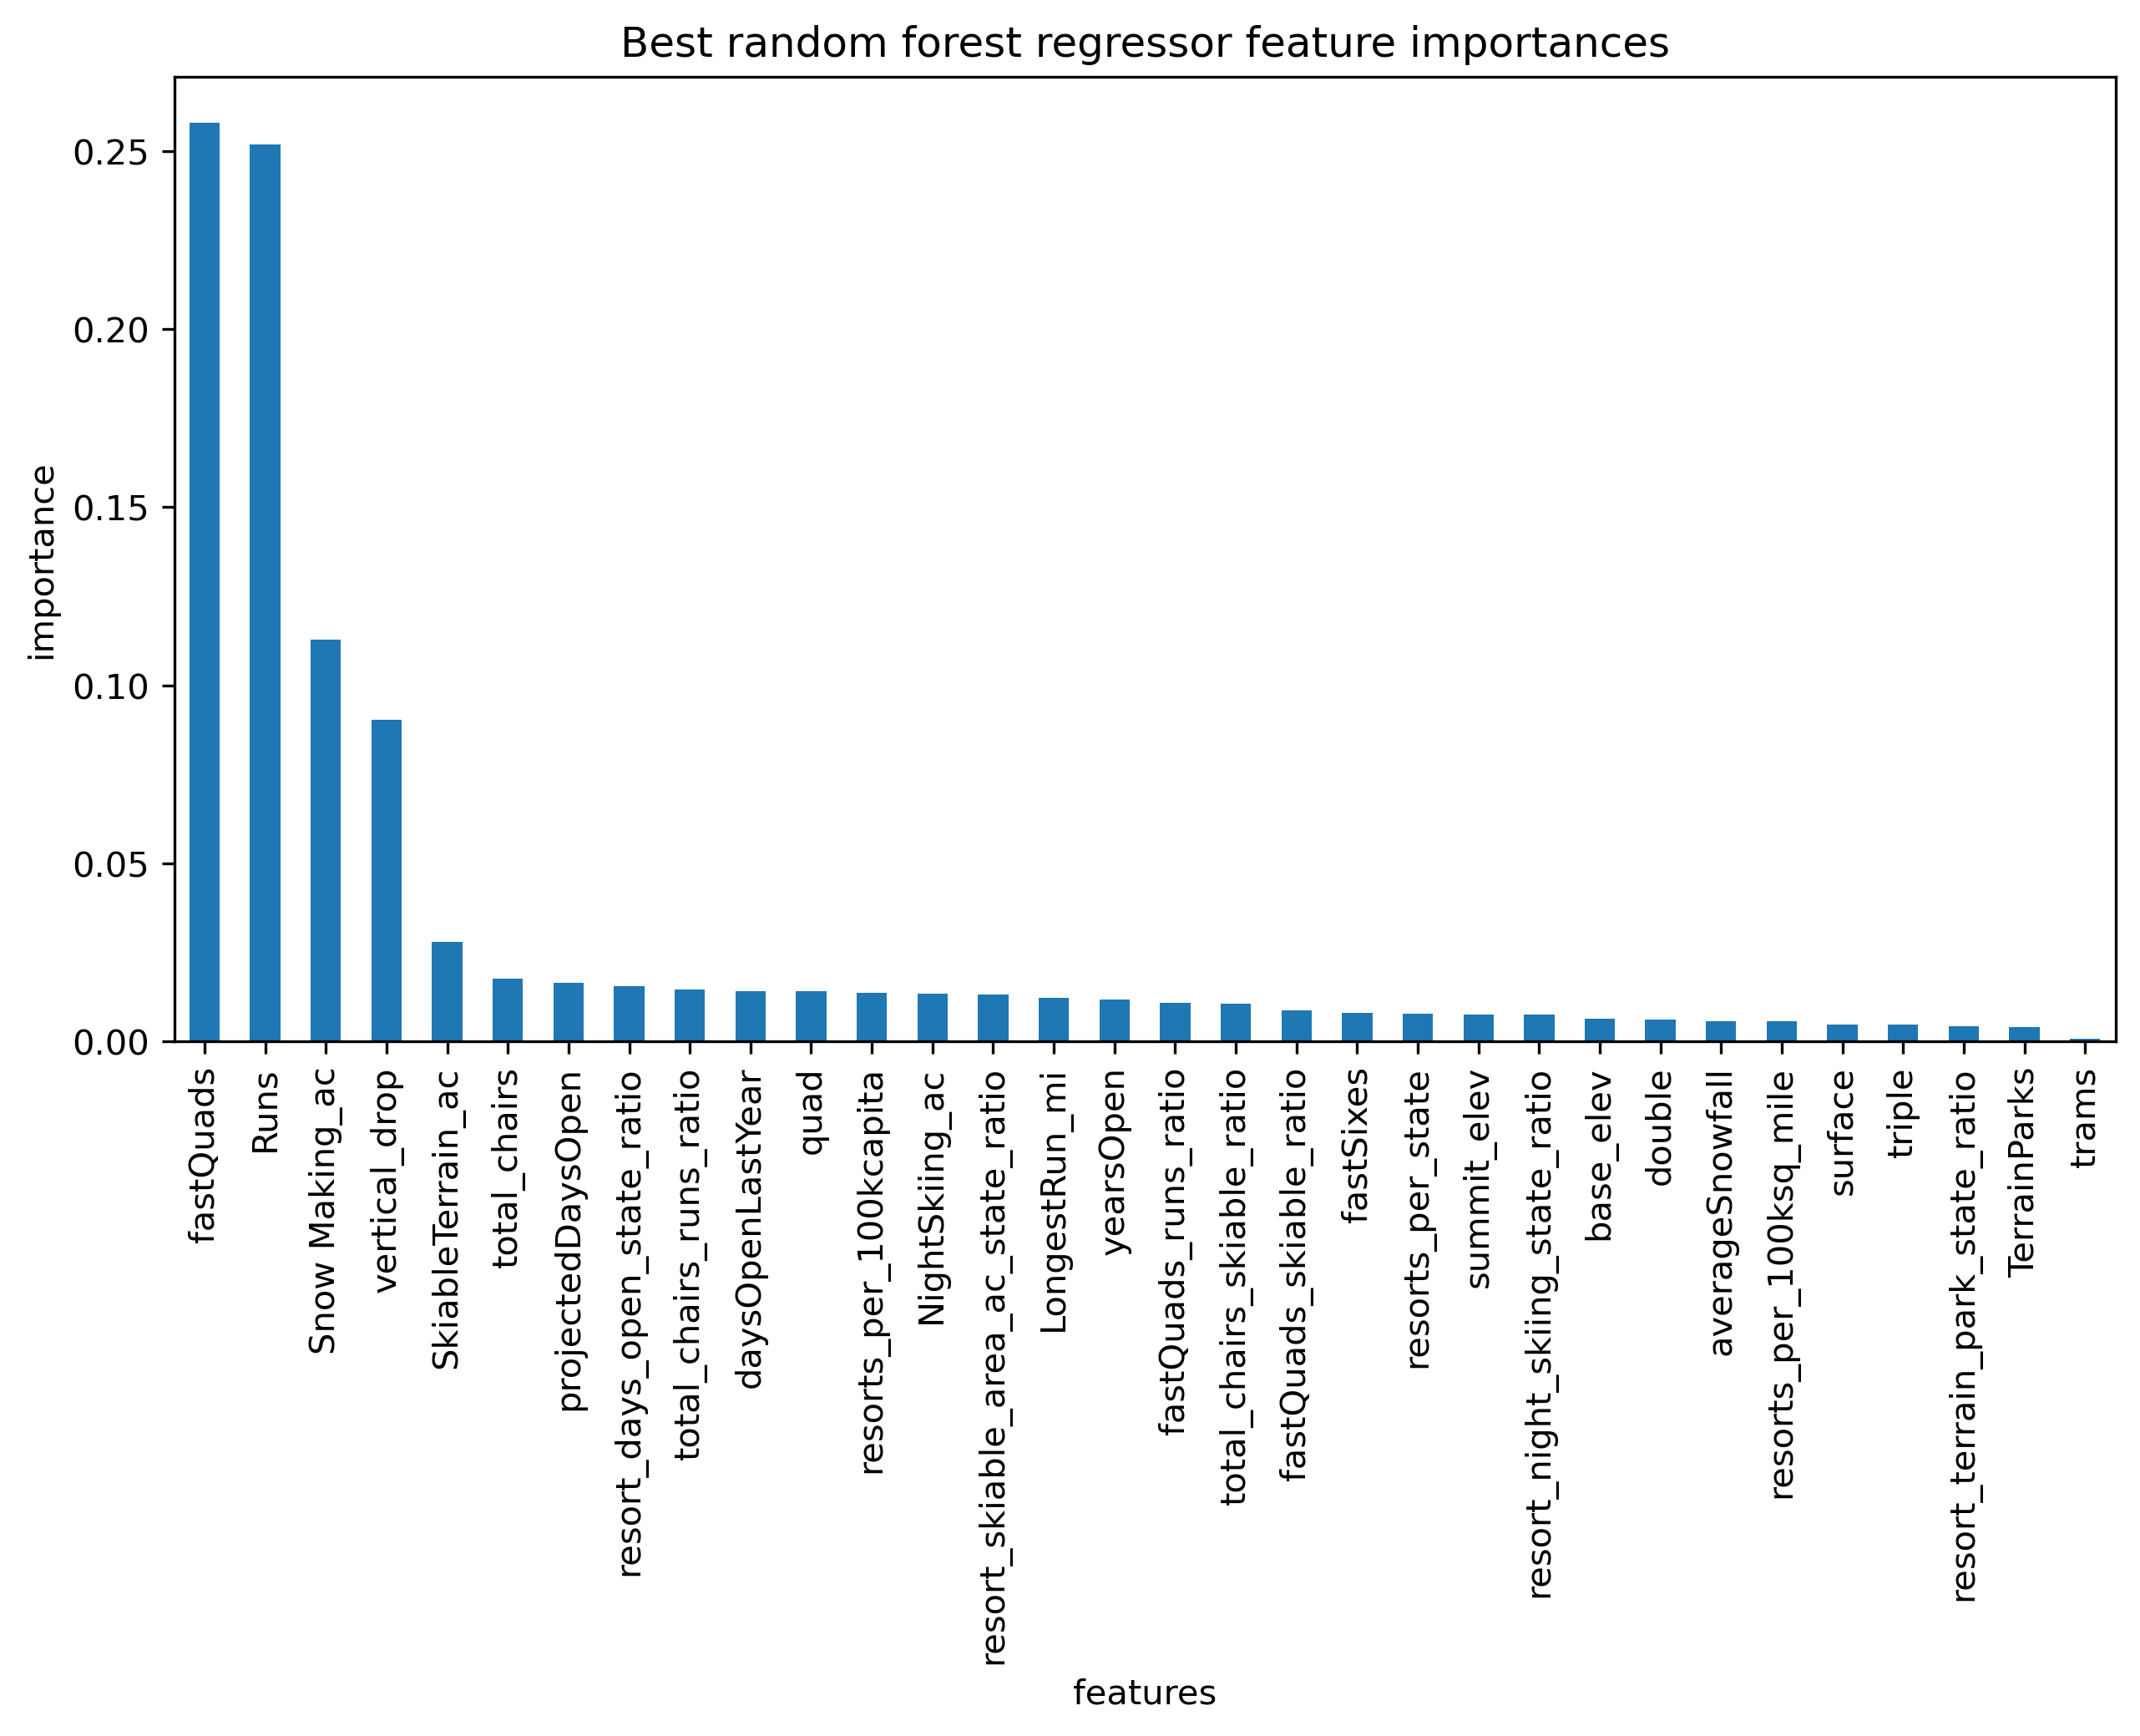 Best random forest regressor feature importances
importance
0.25
0.20
0.15
0.10
0.05
0.00
fastQuads
Runs
Snow Making_ac
vertical_drop
SkiableTerrain_ac
total_chairs
projectedDaysOpen
resort_days_open_state_ratio
total_chairs_runs_ratio
daysOpenLastYear
quad
resorts_per_100kcapita
NightSkiing_ac
resort_skiable_area_ac_state_ratio
LongestRun_mi
yearsOpen
fastQuads_runs_ratio
total_chairs_skiable_ratio
fastQuads_skiable_ratio
fastSixes
resorts_per_state
summit_elev
resort_night_skiing_state_ratio
base_elev
double
averageSnowfall
resorts_per_100ksq_mile
surface
triple
resort_terrain_park_state_ratio
TerrainParks
trams
features